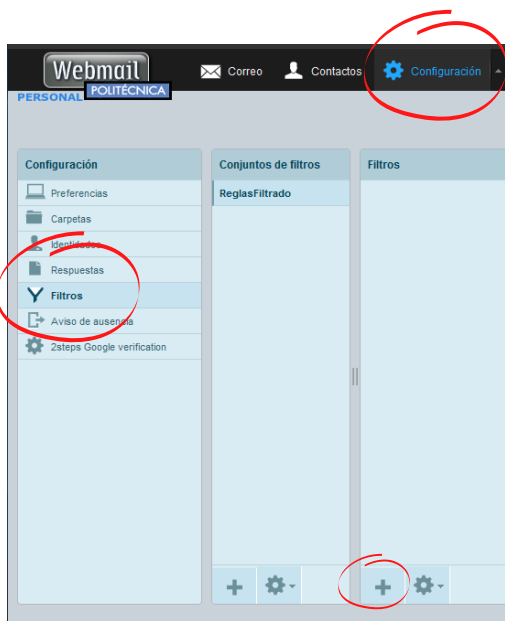 Webmail
POLITÉCNICA
PERSONAL
Correo
Contactos
Configuración
Configuración
Preferencias
Carpetas
Identidades
Respuestas
Filtros
Aviso de ausencia
2steps Google verification
Conjuntos de filtros
ReglasFiltrado
Filtros